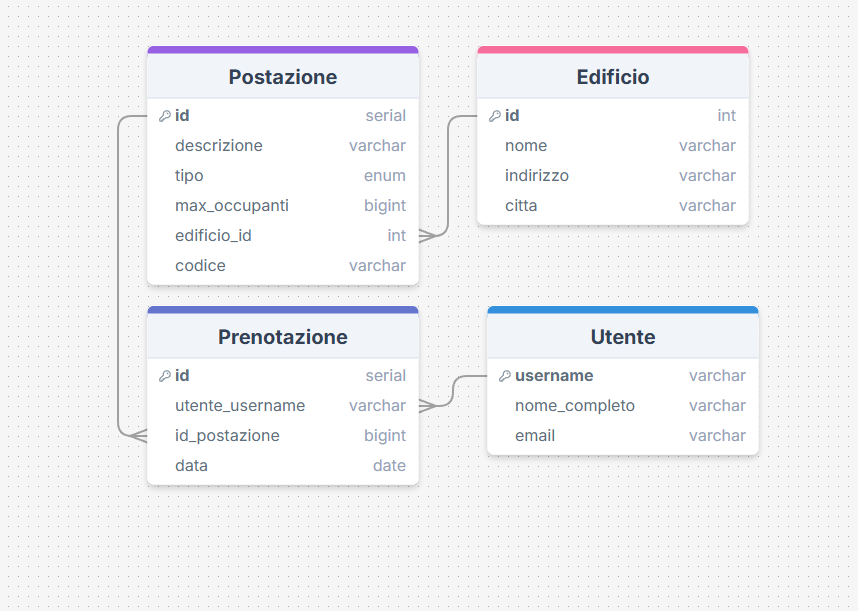 Postazione
id serial
descrizione varchar
tipo enum
max_occupanti bigint
edificio_id int
codice varchar
Edificio
id int
nome varchar
indirizzo varchar
citta varchar
Prenotazione
id serial
utente_username varchar
id_postazione bigint
data date
Utente
username varchar
nome_completo varchar
email varchar